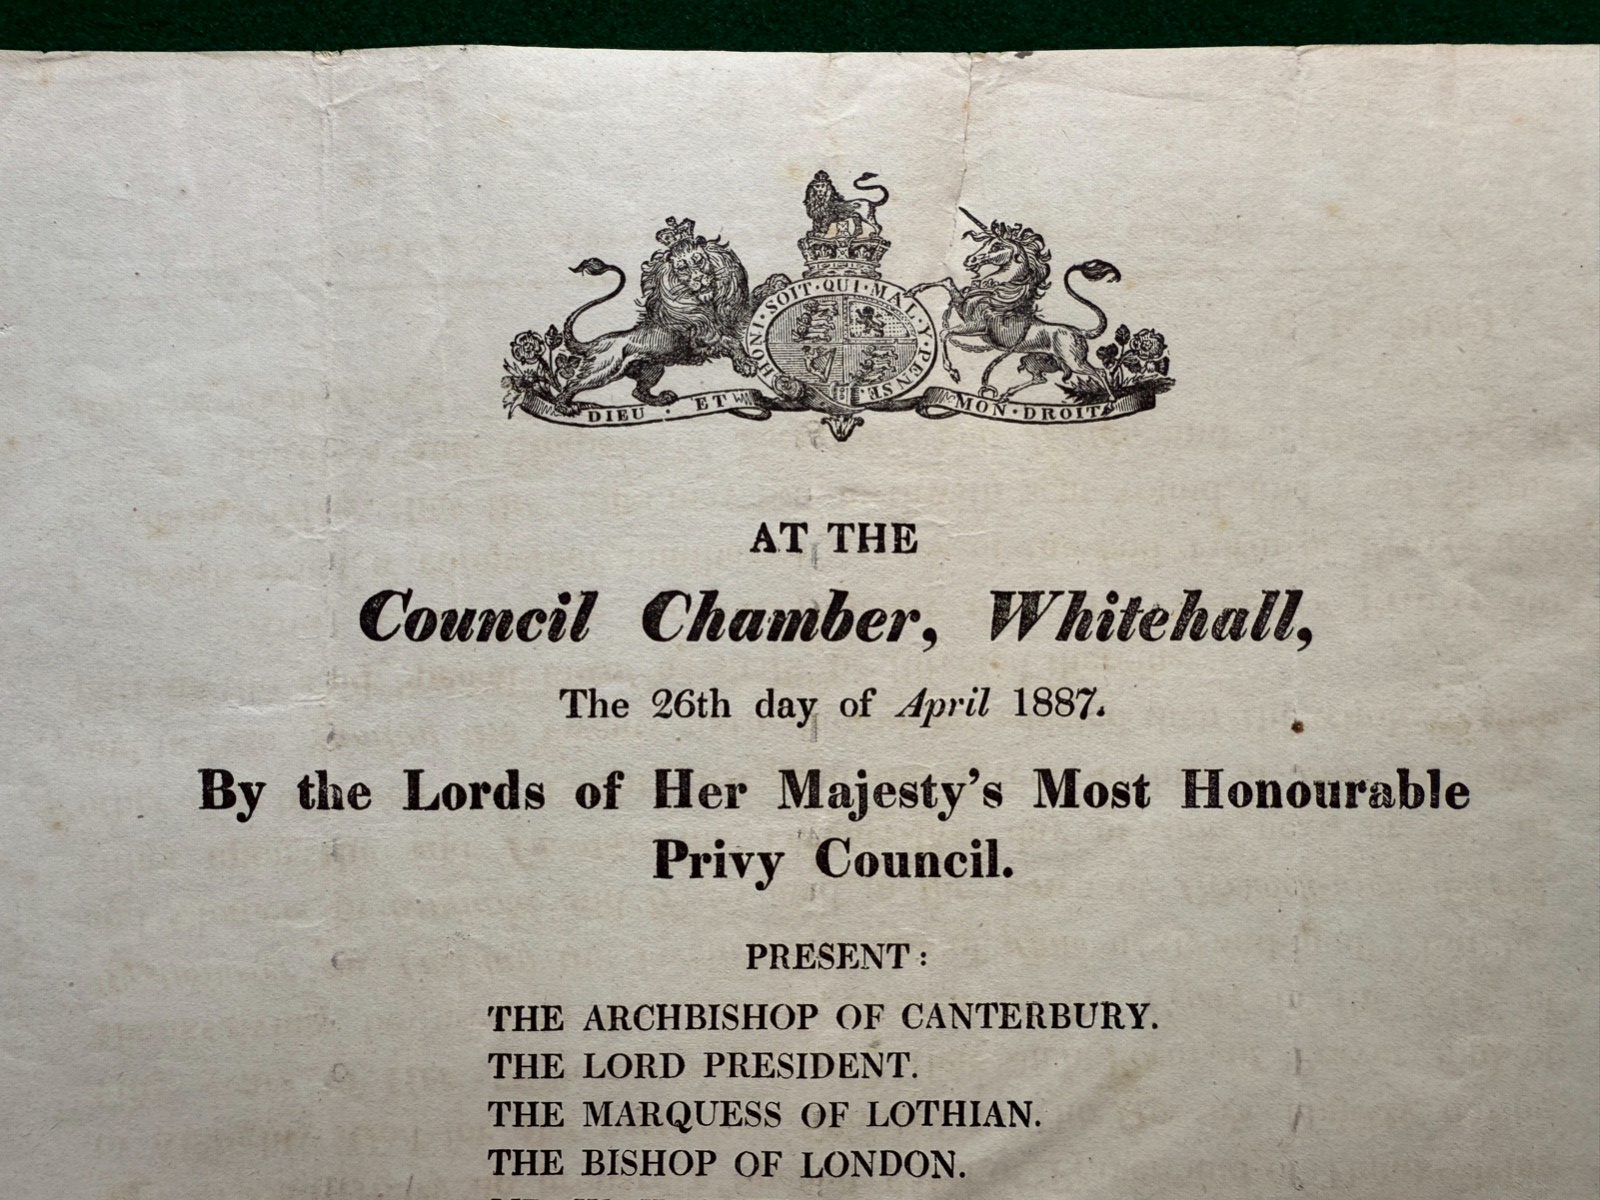 HONI·SOIT·QUI·MAL·Y·PENSE
DIEU · ET
MON·DROIT
AT THE
Council Chamber, Whitehall,
The 26th day of April 1887.
By the Lords of Her Majesty's Most Honourable
Privy Council.
PRESENT:
THE ARCHBISHOP OF CANTERBURY.
THE LORD PRESIDENT.
THE MARQUESS OF LOTHIAN.
THE BISHOP OF LONDON.